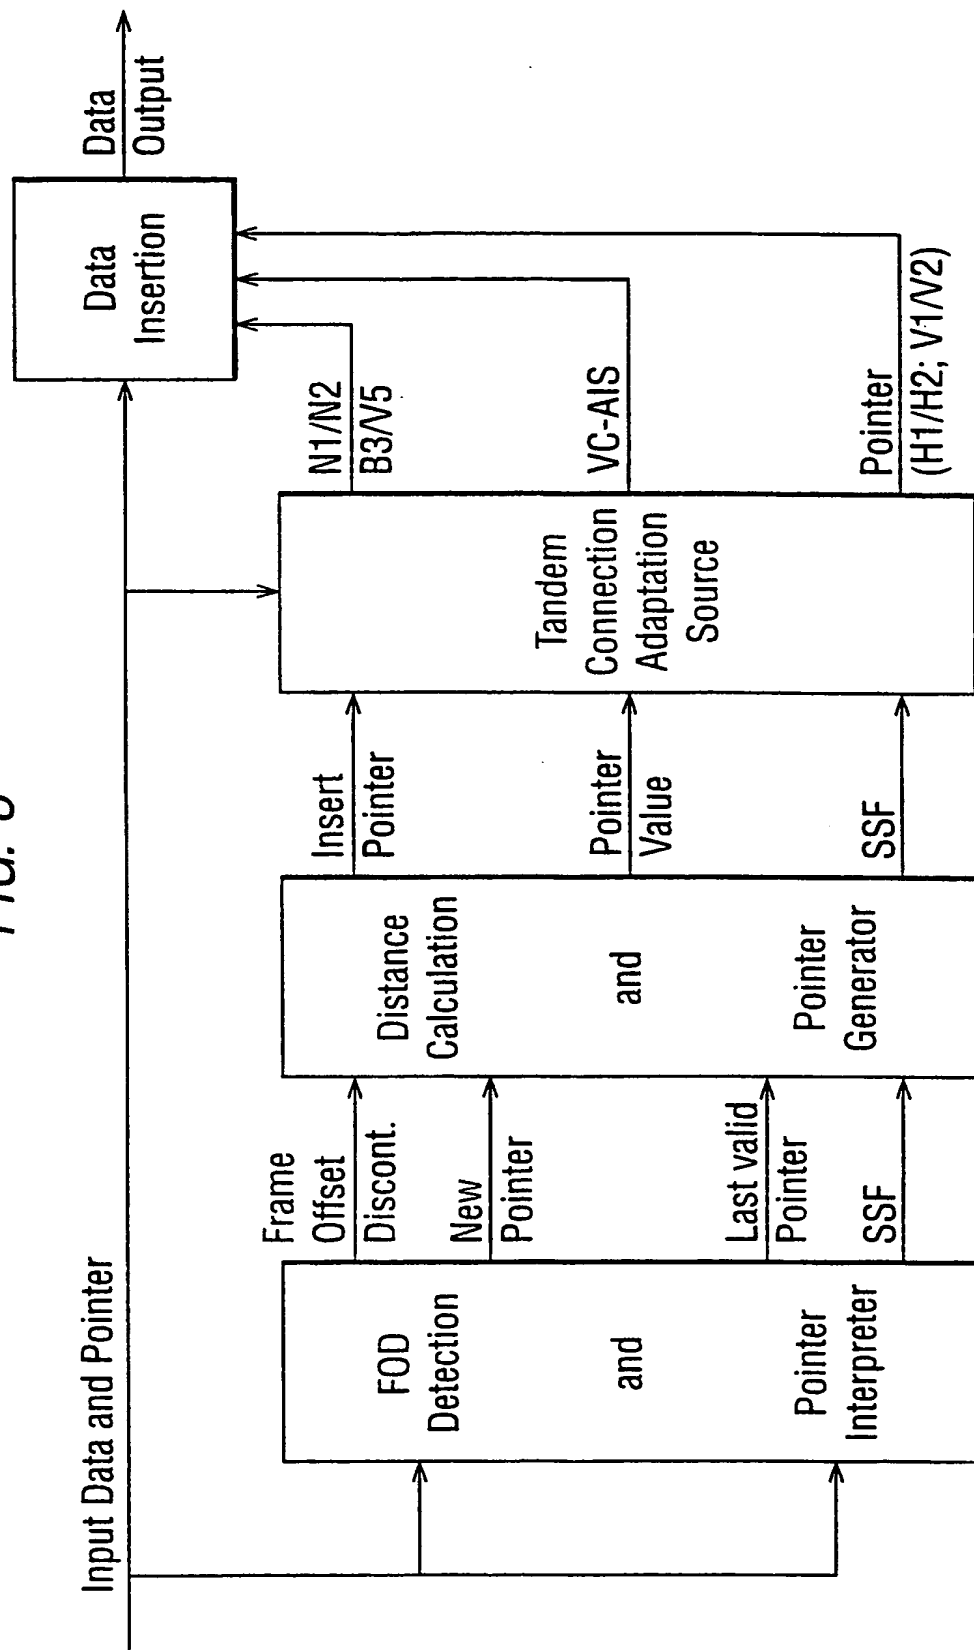 FIG.
Input Data and Pointer
FOD
Detection
and
Pointer
Interpreter
Frame
Offset
Discont.
New
Pointer
Last valid
Pointer
SSF
Distance
Calculation
and
Pointer
Generator
Insert
Pointer
Pointer
Value
SSF
Tandem
Connection
Adaptation
Source
N1/N2
B3/V5
VC-AIS
Pointer
(H1/H2; V1/V2)
Data
Insertion
Data
Output